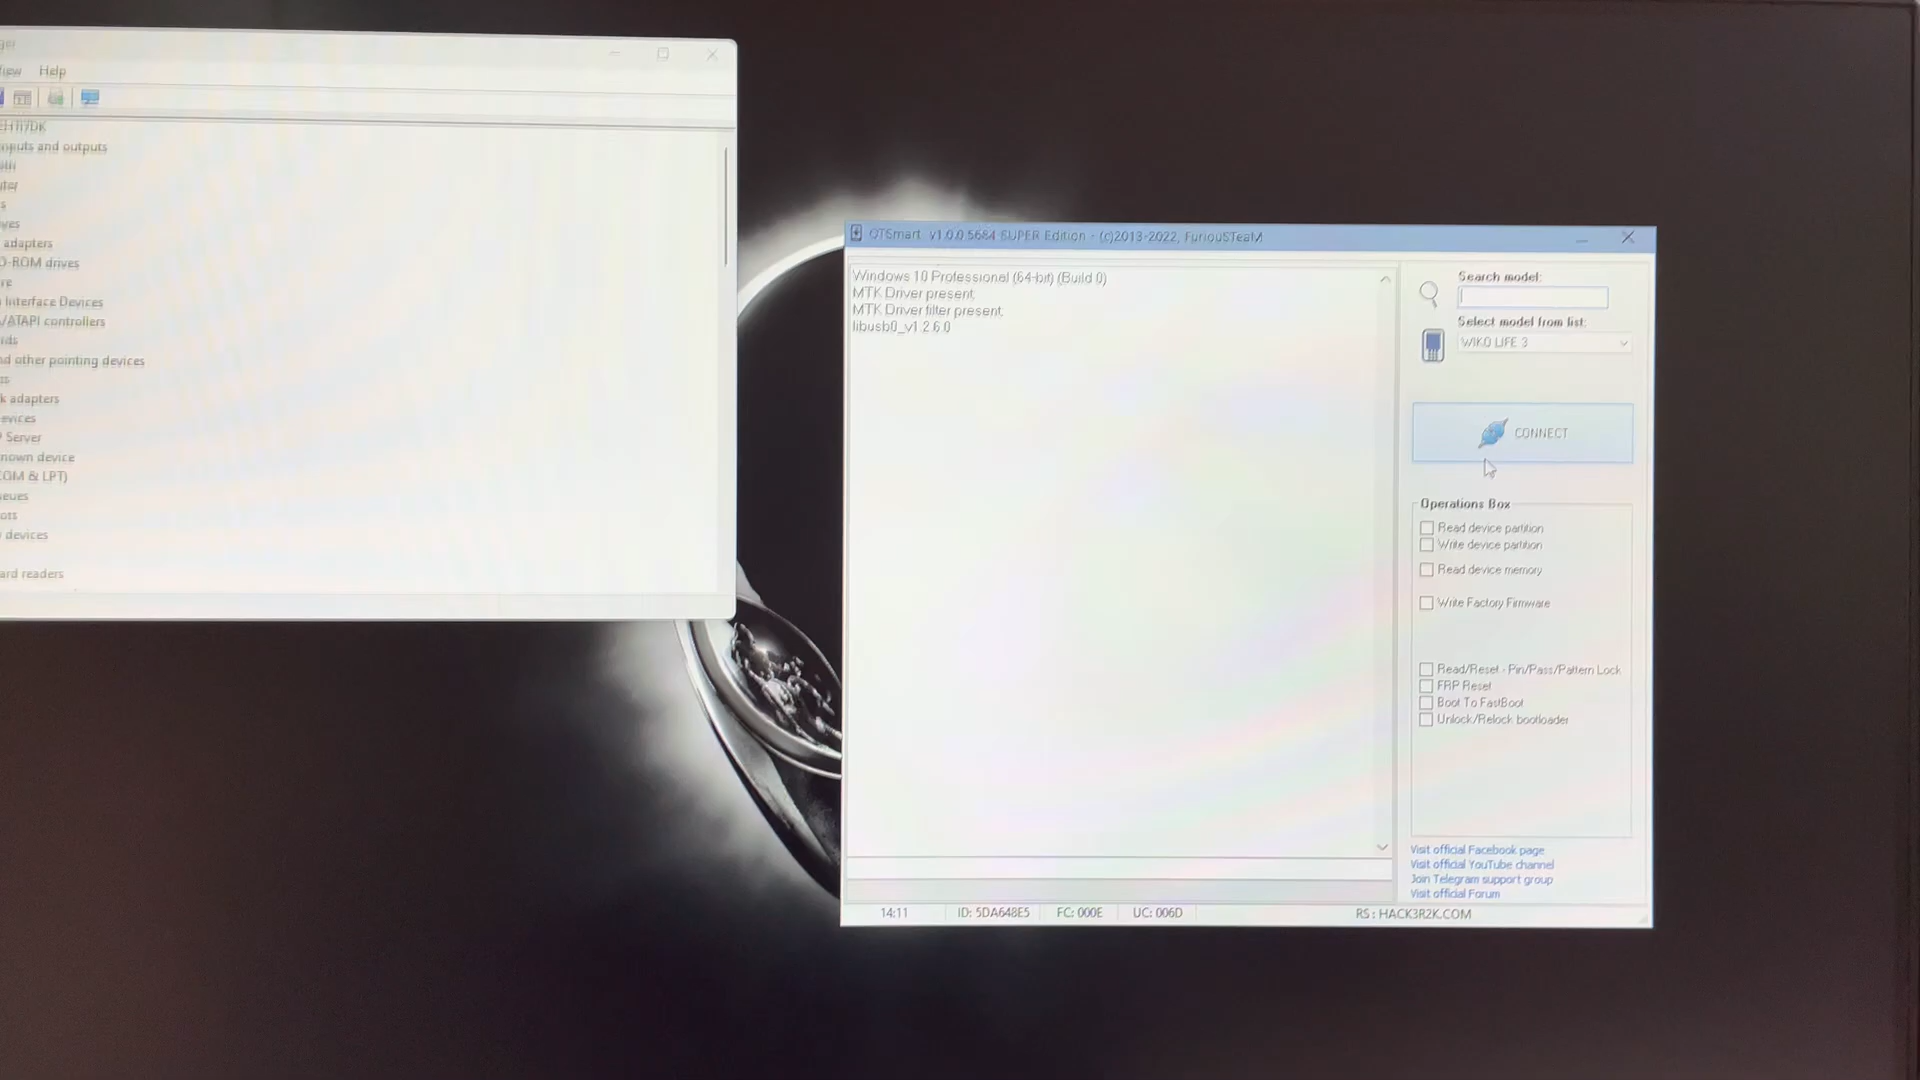 Help
inputs and outputs
adapters
D-ROM drives
Interface Devices
/ATAPI controllers
nd other pointing devices
k adapters
evices
P Server
nown device
COM & LPT)
ueues
devices
ard readers
QTSmart v1.0.0 5684 SUPER Edition - (c)2013-2022, FuriouSTeaM
Windows 10 Professional (64-bit) (Build 0)
MTK Driver present
MTK Driver filter present
libusb0_v1.2.6.0
Search model:
Select model from list:
WIKO LIFE 3
CONNECT
Operations Box
Read device partition
Write device partition
Read device memory
Write Factory Firmware
Read/Reset - Pin/Pass/Pattern Lock
FRP Reset
Boot To FastBoot
Unlock/Relock bootloader
Visit official Facebook page
Visit official YouTube channel
Join Telegram support group
Visit official Forum
14:11
ID: 5DA648E5
FC: 000E
UC: 006D
RS : HACK3R2K.COM